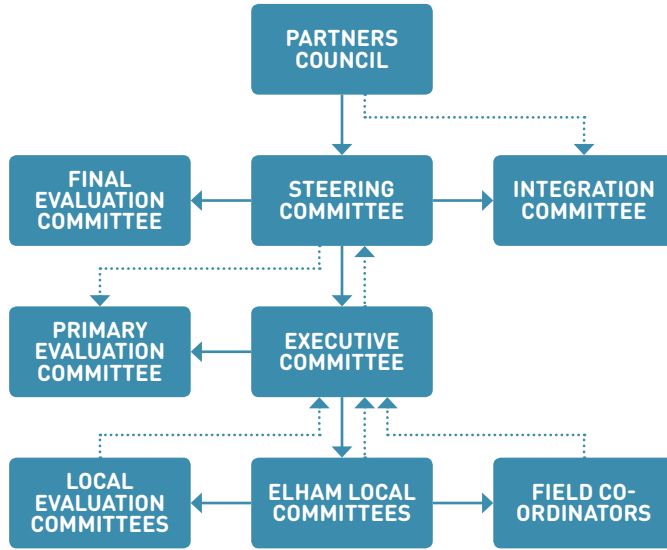 PARTNERS
COUNCIL
FINAL
EVALUATION
COMMITTEE
STEERING
COMMITTEE
INTEGRATION
COMMITTEE
PRIMARY
EVALUATION
COMMITTEE
EXECUTIVE
COMMITTEE
LOCAL
EVALUATION
COMMITTEES
ELHAM LOCAL
COMMITTEES
FIELD CO-
ORDINATORS